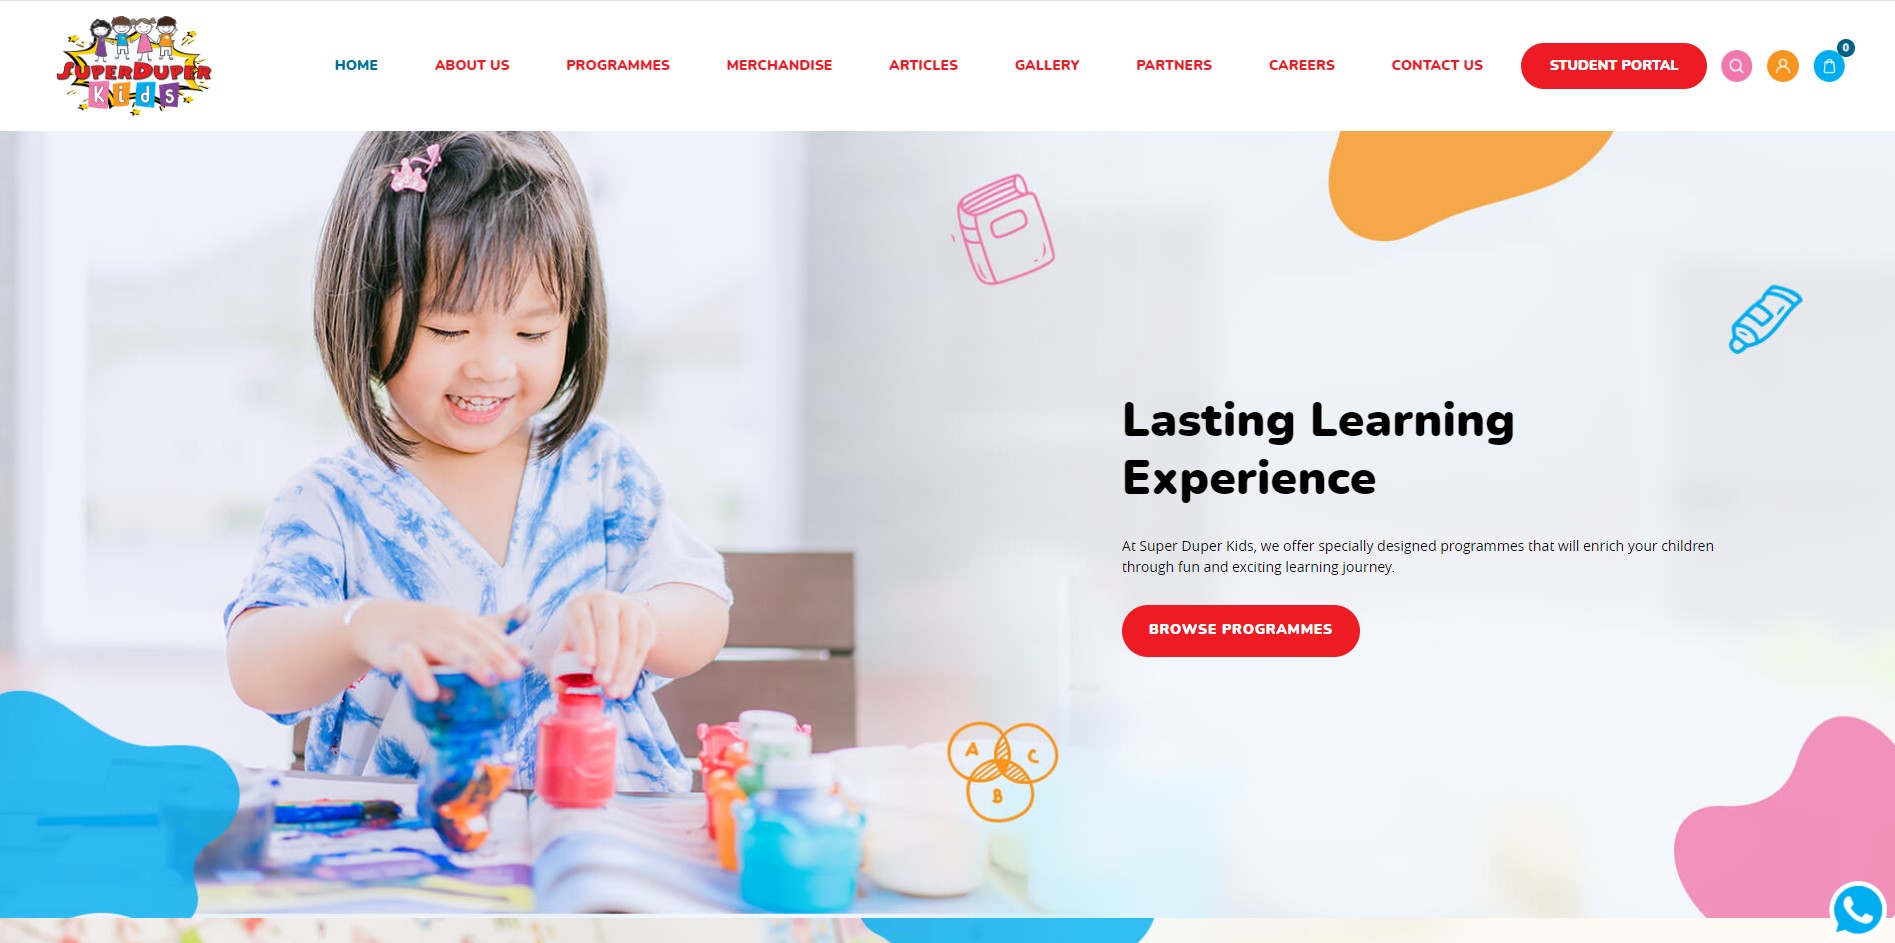 SUPERDUPER
Kids
HOME
ABOUT US
PROGRAMMES
MERCHANDISE
ARTICLES
GALLERY
PARTNERS
CAREERS
CONTACT US
STUDENT PORTAL
0
Lasting Learning
Experience
At Super Duper Kids, we offer specially designed programmes that will enrich your children
through fun and exciting learning journey.
BROWSE PROGRAMMES
A C
B